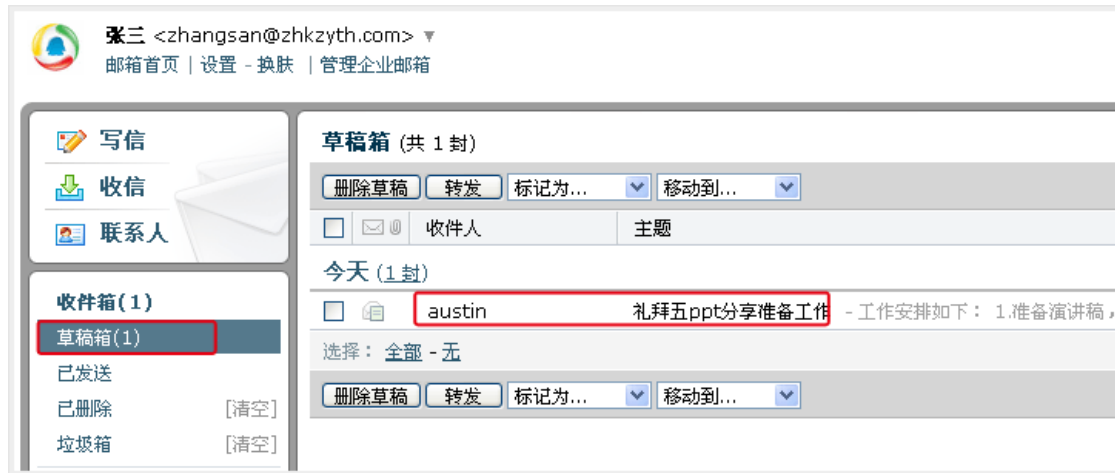 张三 <zhangsan@zhkzyth.com> ▼
邮箱首页 | 设置 - 换肤 | 管理企业邮箱
写信
收信
联系人
收件箱(1)
草稿箱(1)
已发送
已删除 [清空]
垃圾箱 [清空]
草稿箱 (共 1 封)
删除草稿 转发 标记为... 移动到...
收件人 主题
今天 (1 封)
austin 礼拜五ppt分享准备工作 - 工作安排如下： 1.准备演讲稿，
选择： 全部 - 无
删除草稿 转发 标记为... 移动到...